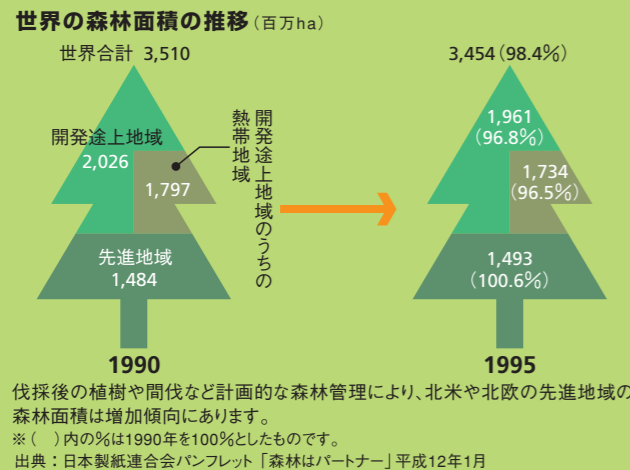 世界の森林面積の推移（百万ha）
世界合計 3,510
開発途上地域
2,026
1,797
開発途上地域のうちの
熱帯地域
先進地域
1,484
1990
3,454（98.4%）
1,961
（96.8%）
1,734
（96.5%）
1,493
（100.6%）
1995
伐採後の植樹や間伐など計画的な森林管理により、北米や北欧の先進地域の
森林面積は増加傾向にあります。
※（　）内の%は1990年を100%としたものです。
出典：日本製紙連合会パンフレット「森林はパートナー」平成12年1月